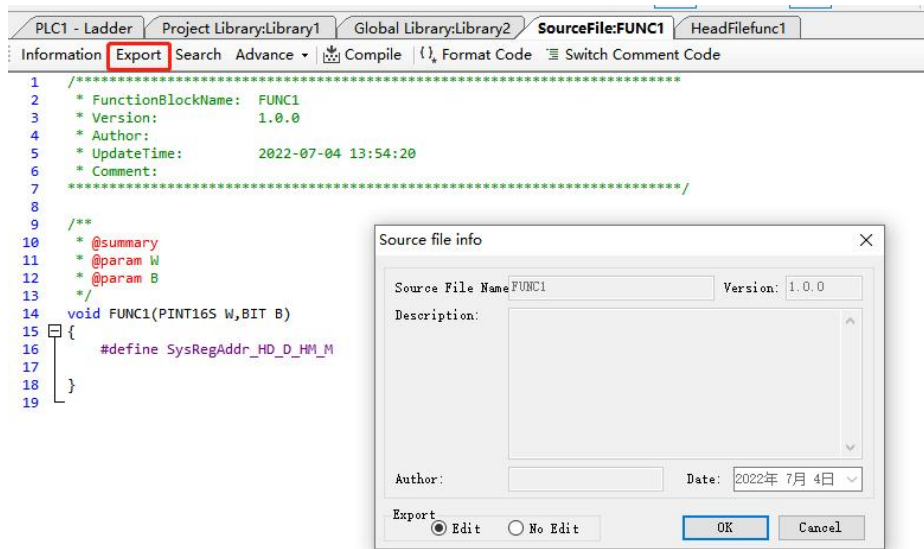 PLC1 - Ladder Project Library:Library1 Global Library:Library2 SourceFile:FUNC1 HeadFilefunc1
Information Export Search Advance Compile {} Format Code Switch Comment Code
1 /*************************************************************************
2 * FunctionBlockName: FUNC1
3 * Version: 1.0.0
4 * Author:
5 * UpdateTime: 2022-07-04 13:54:20
6 * Comment:
7 **************************************************************************/
8
9 /**
10 * @summary
11 * @param W
12 * @param B
13 */
14 void FUNC1(PINT16S W,BIT B)
15 {
16 #define SysRegAddr_HD_D_HM_M
17
18 }
19
Source file info
Source File Name FUNC1 Version: 1.0.0
Description:
Author: Date: 2022年 7月 4日
Export
Edit No Edit OK Cancel